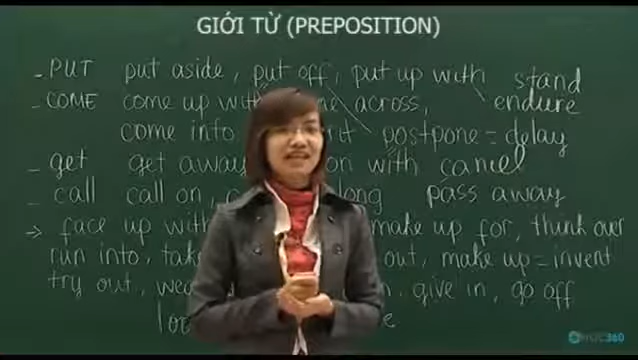 GIỚI TỪ (PREPOSITION)
- PUT put aside, put off, put up with stand
- COME come up with across, endure
come into postpone = delay
- get get away on with cancel
- call call on, long pass away
→ face up with make up for, think over
run into, out, make up = invent
try out, give in, go off
HOC360